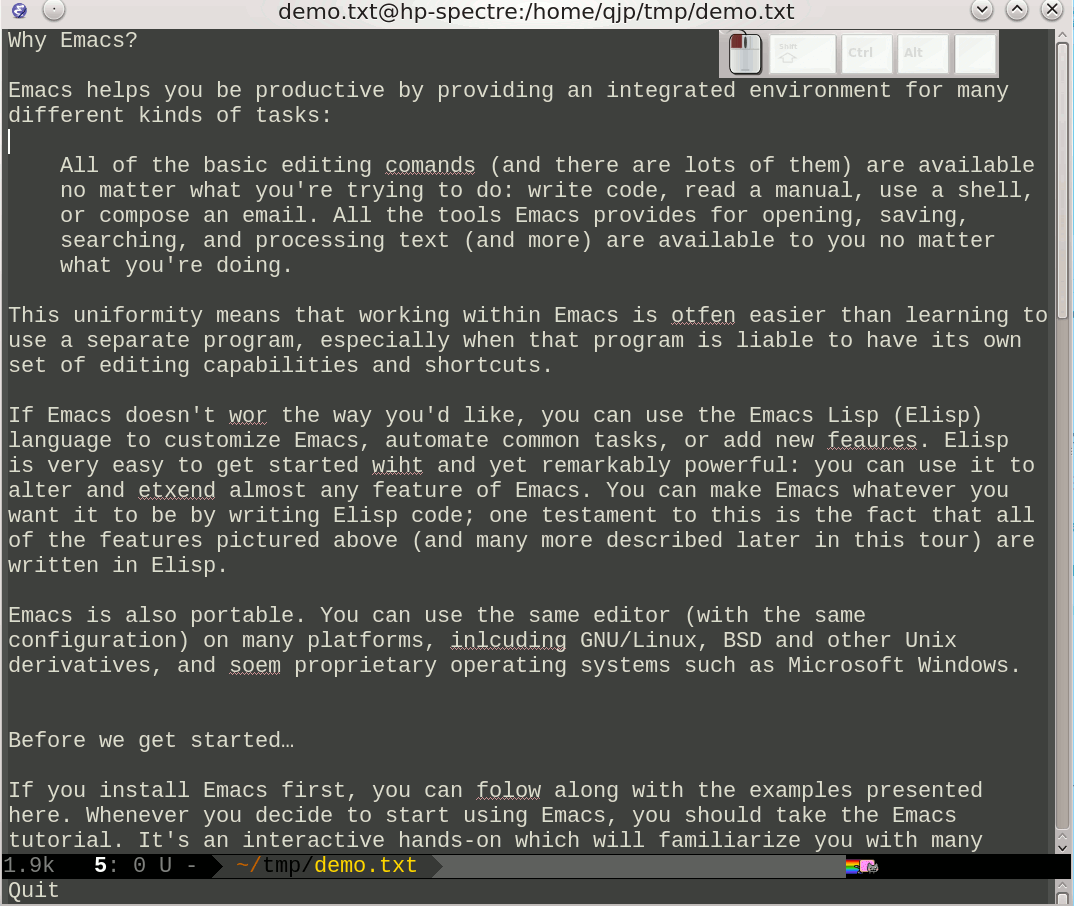 demo.txt@hp-spectre:/home/qjp/tmp/demo.txt
Shift
Ctrl
Alt
Why Emacs?
Emacs helps you be productive by providing an integrated environment for many
different kinds of tasks:
All of the basic editing comands (and there are lots of them) are available
no matter what you're trying to do: write code, read a manual, use a shell,
or compose an email. All the tools Emacs provides for opening, saving,
searching, and processing text (and more) are available to you no matter
what you're doing.
This uniformity means that working within Emacs is otfen easier than learning to
use a separate program, especially when that program is liable to have its own
set of editing capabilities and shortcuts.
If Emacs doesn't wor the way you'd like, you can use the Emacs Lisp (Elisp)
language to customize Emacs, automate common tasks, or add new feaures. Elisp
is very easy to get started wiht and yet remarkably powerful: you can use it to
alter and etxend almost any feature of Emacs. You can make Emacs whatever you
want it to be by writing Elisp code; one testament to this is the fact that all
of the features pictured above (and many more described later in this tour) are
written in Elisp.
Emacs is also portable. You can use the same editor (with the same
configuration) on many platforms, inlcuding GNU/Linux, BSD and other Unix
derivatives, and soem proprietary operating systems such as Microsoft Windows.
Before we get started…
If you install Emacs first, you can folow along with the examples presented
here. Whenever you decide to start using Emacs, you should take the Emacs
tutorial. It's an interactive hands-on which will familiarize you with many
1.9k 5: 0 U - ~/tmp/demo.txt
Quit